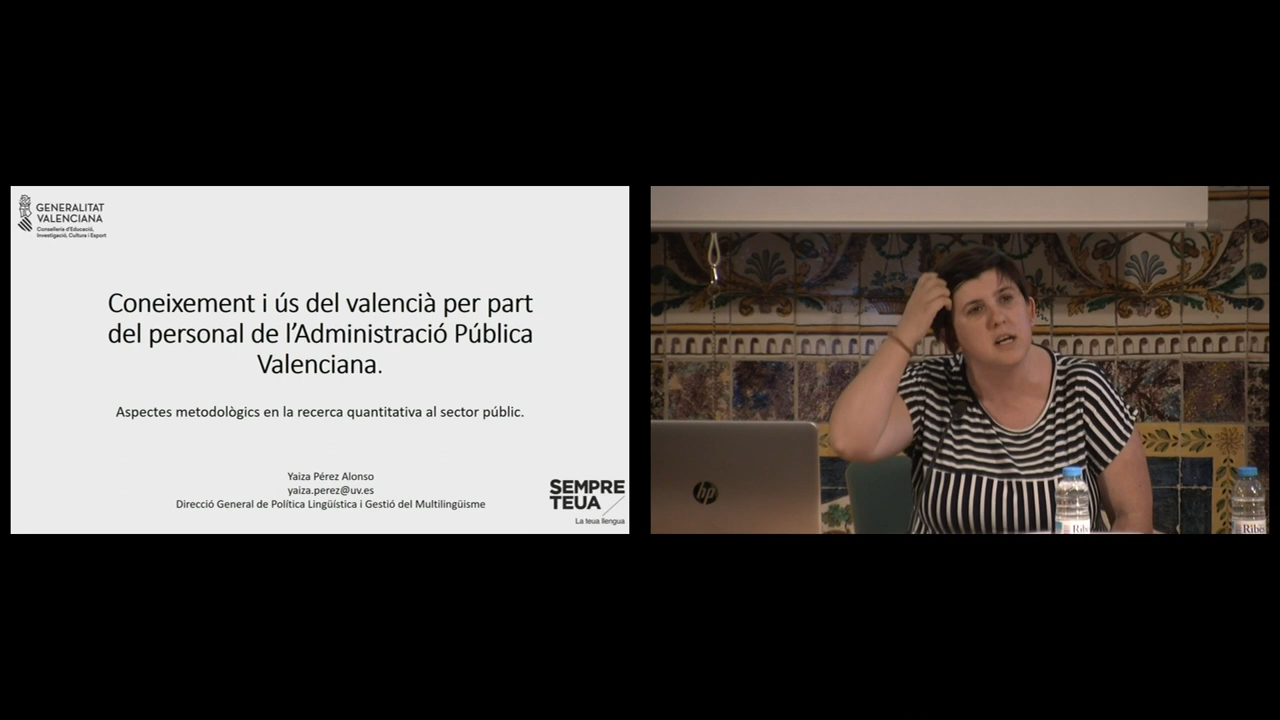 GENERALITAT
VALENCIANA
Conselleria d'Educació,
Investigació, Cultura i Esport
Coneixement i ús del valencià per part
del personal de l'Administració Pública
Valenciana.
Aspectes metodològics en la recerca quantitativa al sector públic.
Yaiza Pérez Alonso
yaiza.perez@uv.es
Direcció General de Política Lingüística i Gestió del Multilingüisme
SEMPRE
TEUA
La teua llengua
hp
Ribes